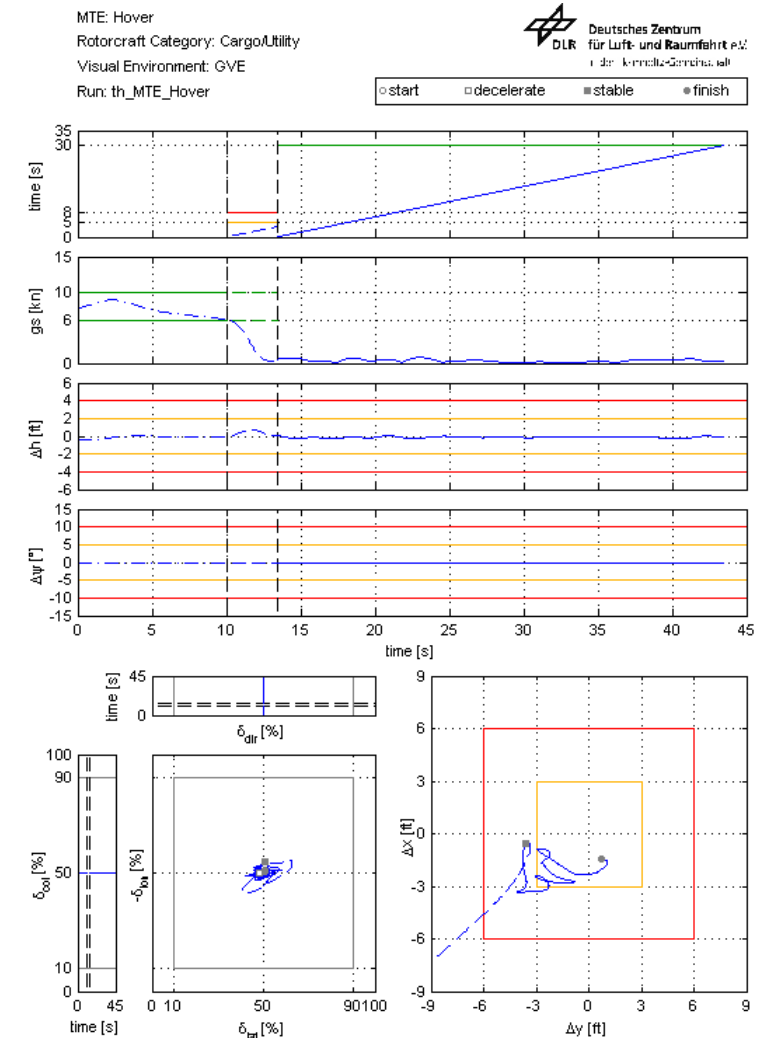 MTE: Hover
Rotorcraft Category: Cargo/Utility
Visual Environment: GVE
Run: th_MTE_Hover
DLR
Deutsches Zentrum
für Luft- und Raumfahrt e.V.
start decelerate stable finish
35
30
8
5
0
time [s]
15
10
6
0
gs [kn]
6
4
2
0
-2
-4
-6
Δh [ft]
15
10
5
0
-5
-10
-15
Δψ [°]
0 5 10 15 20 25 30 35 40 45
time [s]
45
0
time [s]
δdlr [%]
100
90
50
10
0
δcol [%]
0 45
time [s]
-δlon [%]
0 10 50 90 100
δlat [%]
9
6
3
0
-3
-6
-9
Δx [ft]
-9 -6 -3 0 3 6 9
Δy [ft]